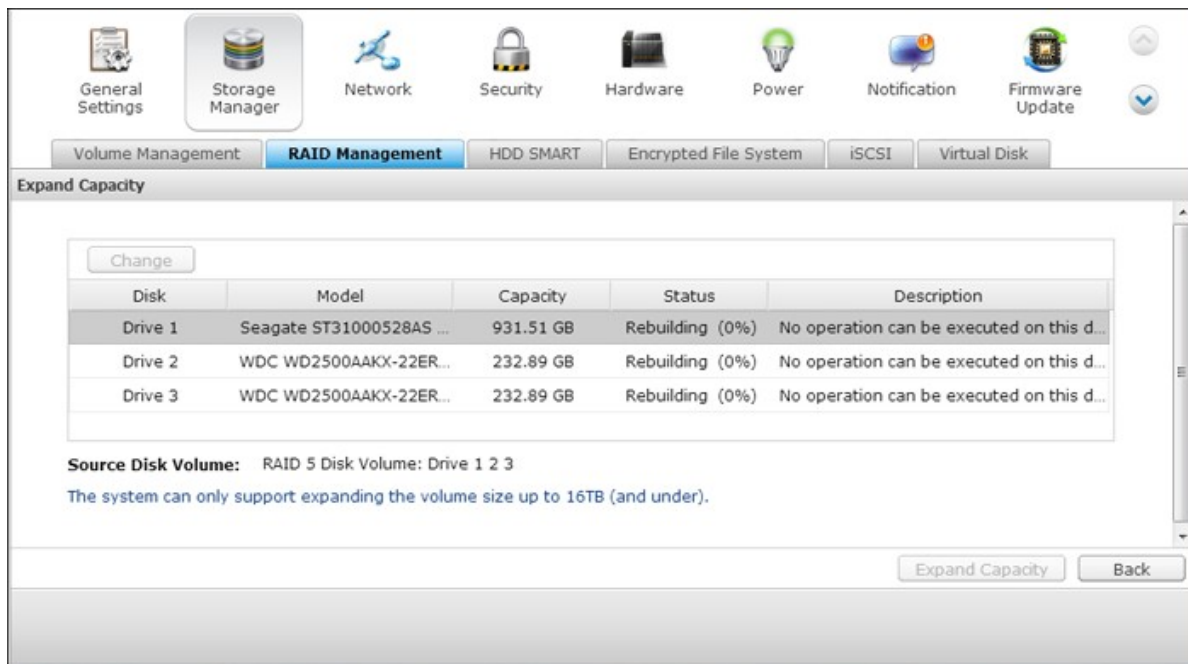 General Settings
Storage Manager
Network
Security
Hardware
Power
Notification
Firmware Update
Volume Management
RAID Management
HDD SMART
Encrypted File System
iSCSI
Virtual Disk
Expand Capacity
Change
Disk Model Capacity Status Description
Drive 1 Seagate ST31000528AS ... 931.51 GB Rebuilding (0%) No operation can be executed on this d...
Drive 2 WDC WD2500AAKX-22ER... 232.89 GB Rebuilding (0%) No operation can be executed on this d...
Drive 3 WDC WD2500AAKX-22ER... 232.89 GB Rebuilding (0%) No operation can be executed on this d...
Source Disk Volume: RAID 5 Disk Volume: Drive 1 2 3
The system can only support expanding the volume size up to 16TB (and under).
Expand Capacity
Back